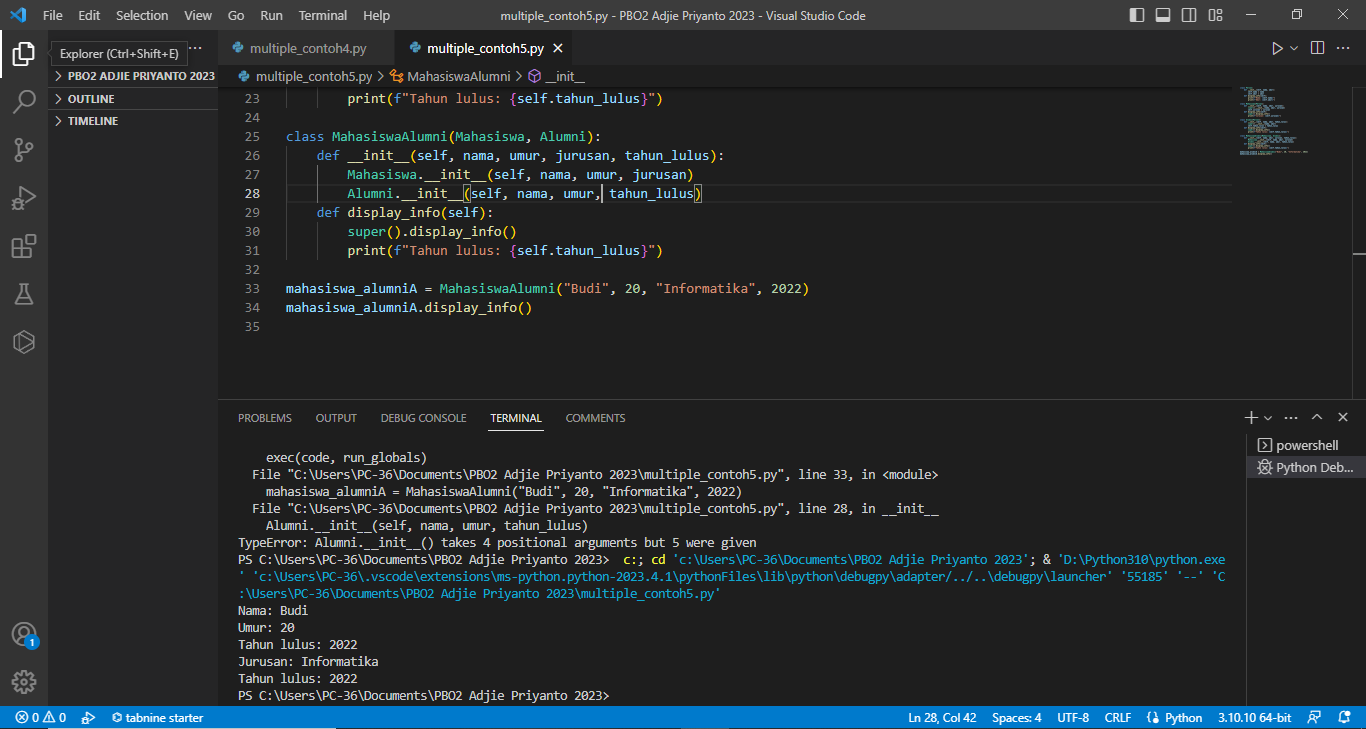 File Edit Selection View Go Run Terminal Help
multiple_contoh5.py - PBO2 Adjie Priyanto 2023 - Visual Studio Code
Explorer (Ctrl+Shift+E)
PBO2 ADJIE PRIYANTO 2023
OUTLINE
TIMELINE
multiple_contoh4.py
multiple_contoh5.py
multiple_contoh5.py > MahasiswaAlumni > __init__
23 print(f"Tahun lulus: {self.tahun_lulus}")
24
25 class MahasiswaAlumni(Mahasiswa, Alumni):
26 def __init__(self, nama, umur, jurusan, tahun_lulus):
27 Mahasiswa.__init__(self, nama, umur, jurusan)
28 Alumni.__init__(self, nama, umur, tahun_lulus)
29 def display_info(self):
30 super().display_info()
31 print(f"Tahun lulus: {self.tahun_lulus}")
32
33 mahasiswa_alumniA = MahasiswaAlumni("Budi", 20, "Informatika", 2022)
34 mahasiswa_alumniA.display_info()
35
PROBLEMS OUTPUT DEBUG CONSOLE TERMINAL COMMENTS
powershell
Python Deb...
exec(code, run_globals)
File "C:\Users\PC-36\Documents\PBO2 Adjie Priyanto 2023\multiple_contoh5.py", line 33, in <module>
mahasiswa_alumniA = MahasiswaAlumni("Budi", 20, "Informatika", 2022)
File "C:\Users\PC-36\Documents\PBO2 Adjie Priyanto 2023\multiple_contoh5.py", line 28, in __init__
Alumni.__init__(self, nama, umur, tahun_lulus)
TypeError: Alumni.__init__() takes 4 positional arguments but 5 were given
PS C:\Users\PC-36\Documents\PBO2 Adjie Priyanto 2023> c:; cd 'c:\Users\PC-36\Documents\PBO2 Adjie Priyanto 2023'; & 'D:\Python310\python.exe
' 'c:\Users\PC-36\.vscode\extensions\ms-python.python-2023.4.1\pythonFiles\lib\python\debugpy\adapter/../..\debugpy\launcher' '55185' '--' 'C
:\Users\PC-36\Documents\PBO2 Adjie Priyanto 2023\multiple_contoh5.py'
Nama: Budi
Umur: 20
Tahun lulus: 2022
Jurusan: Informatika
Tahun lulus: 2022
PS C:\Users\PC-36\Documents\PBO2 Adjie Priyanto 2023>
1
0 0 tabnine starter
Ln 28, Col 42 Spaces: 4 UTF-8 CRLF Python 3.10.10 64-bit